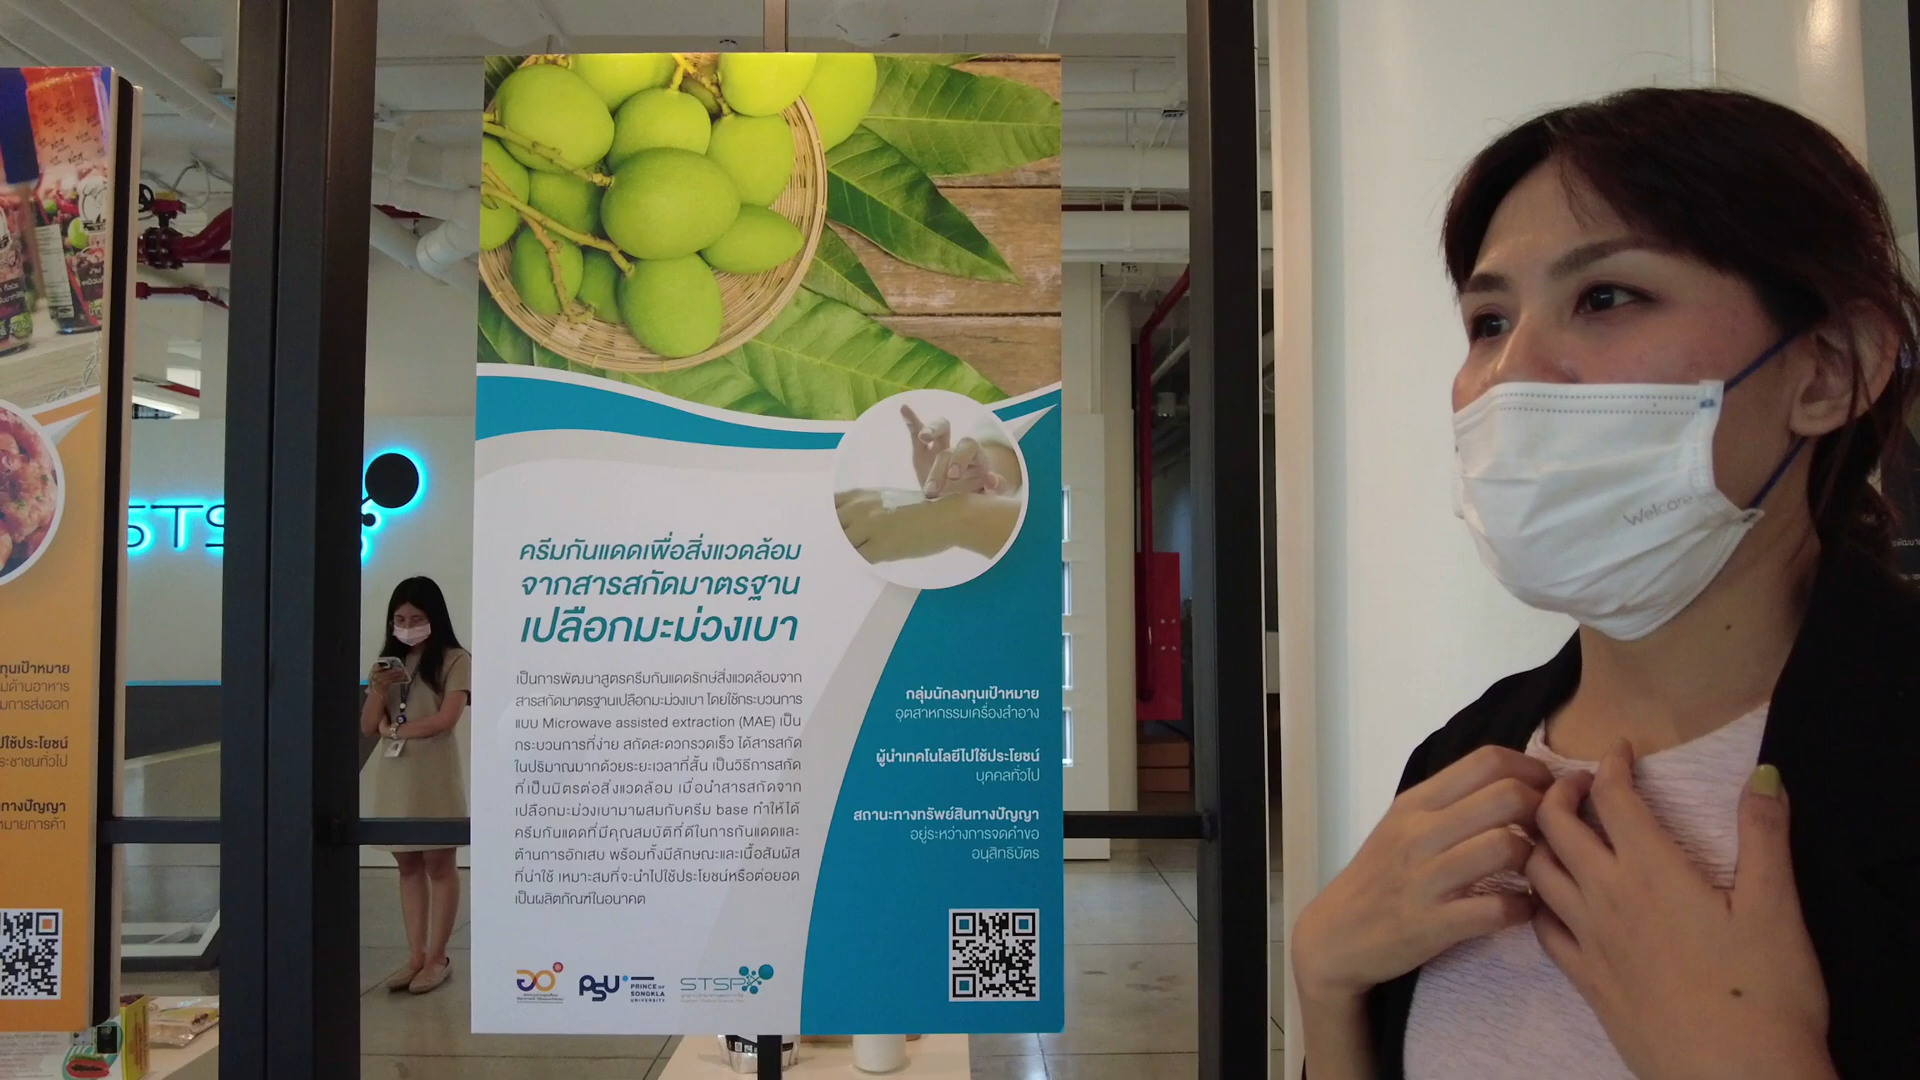 ครีมกันแดดเพื่อสิ่งแวดล้อม
จากสารสกัดมาตรฐาน
เปลือกมะม่วงเบา
เป็นการพัฒนาสูตรครีมกันแดดรักษ์สิ่งแวดล้อมจาก
สารสกัดมาตรฐานเปลือกมะม่วงเบา โดยใช้กระบวนการ
แบบ Microwave assisted extraction (MAE) เป็น
กระบวนการที่ง่าย สกัดสะดวกรวดเร็ว ได้สารสกัด
ในปริมาณมากด้วยระยะเวลาที่สั้น เป็นวิธีการสกัด
ที่เป็นมิตรต่อสิ่งแวดล้อม เมื่อนำสารสกัดจาก
เปลือกมะม่วงเบามาผสมกับครีม base ทำให้ได้
ครีมกันแดดที่มีคุณสมบัติที่ดีในการกันแดดและ
ต้านการอักเสบ พร้อมทั้งมีลักษณะและเนื้อสัมผัส
ที่น่าใช้ เหมาะสมที่จะนำไปใช้ประโยชน์หรือต่อยอด
เป็นผลิตภัณฑ์ในอนาคต
กลุ่มนักลงทุนเป้าหมาย
อุตสาหกรรมเครื่องสำอาง
ผู้นำเทคโนโลยีไปใช้ประโยชน์
บุคคลทั่วไป
สถานะทางทรัพย์สินทางปัญญา
อยู่ระหว่างการจดคำขอ
อนุสิทธิบัตร
PSU
PRINCE OF
SONGKLA
UNIVERSITY
STSP
STS
ทุนเป้าหมาย
มด้านอาหาร
มการส่งออก
ปใช้ประโยชน์
ระชาชนทั่วไป
ทางปัญญา
หมายการค้า
Welcare